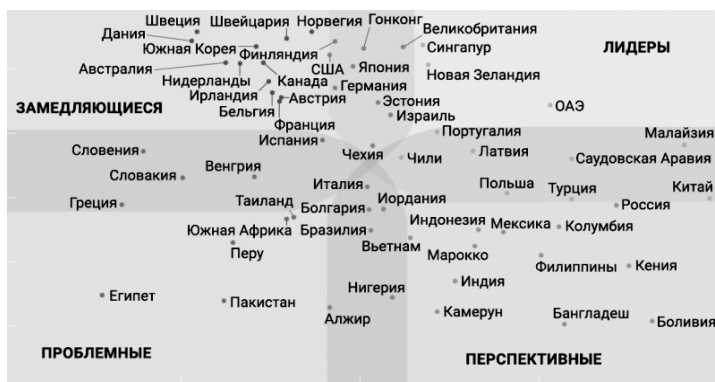 Швеция
Швейцария
Норвегия
Гонконг
Великобритания
Дания
Южная Корея
Финляндия
Сингапур
ЛИДЕРЫ
Австралия
США
Япония
Новая Зеландия
Нидерланды
Канада
Германия
Ирландия
Австрия
Эстония
ОАЭ
ЗАМЕДЛЯЮЩИЕСЯ
Бельгия
Израиль
Франция
Португалия
Малайзия
Испания
Словения
Чехия
Чили
Латвия
Саудовская Аравия
Словакия
Венгрия
Италия
Польша
Турция
Китай
Греция
Таиланд
Болгария
Иордания
Россия
Южная Африка
Бразилия
Индонезия
Мексика
Колумбия
Перу
Вьетнам
Марокко
Филиппины
Кения
Египет
Пакистан
Нигерия
Индия
Алжир
Камерун
Бангладеш
Боливия
ПРОБЛЕМНЫЕ
ПЕРСПЕКТИВНЫЕ